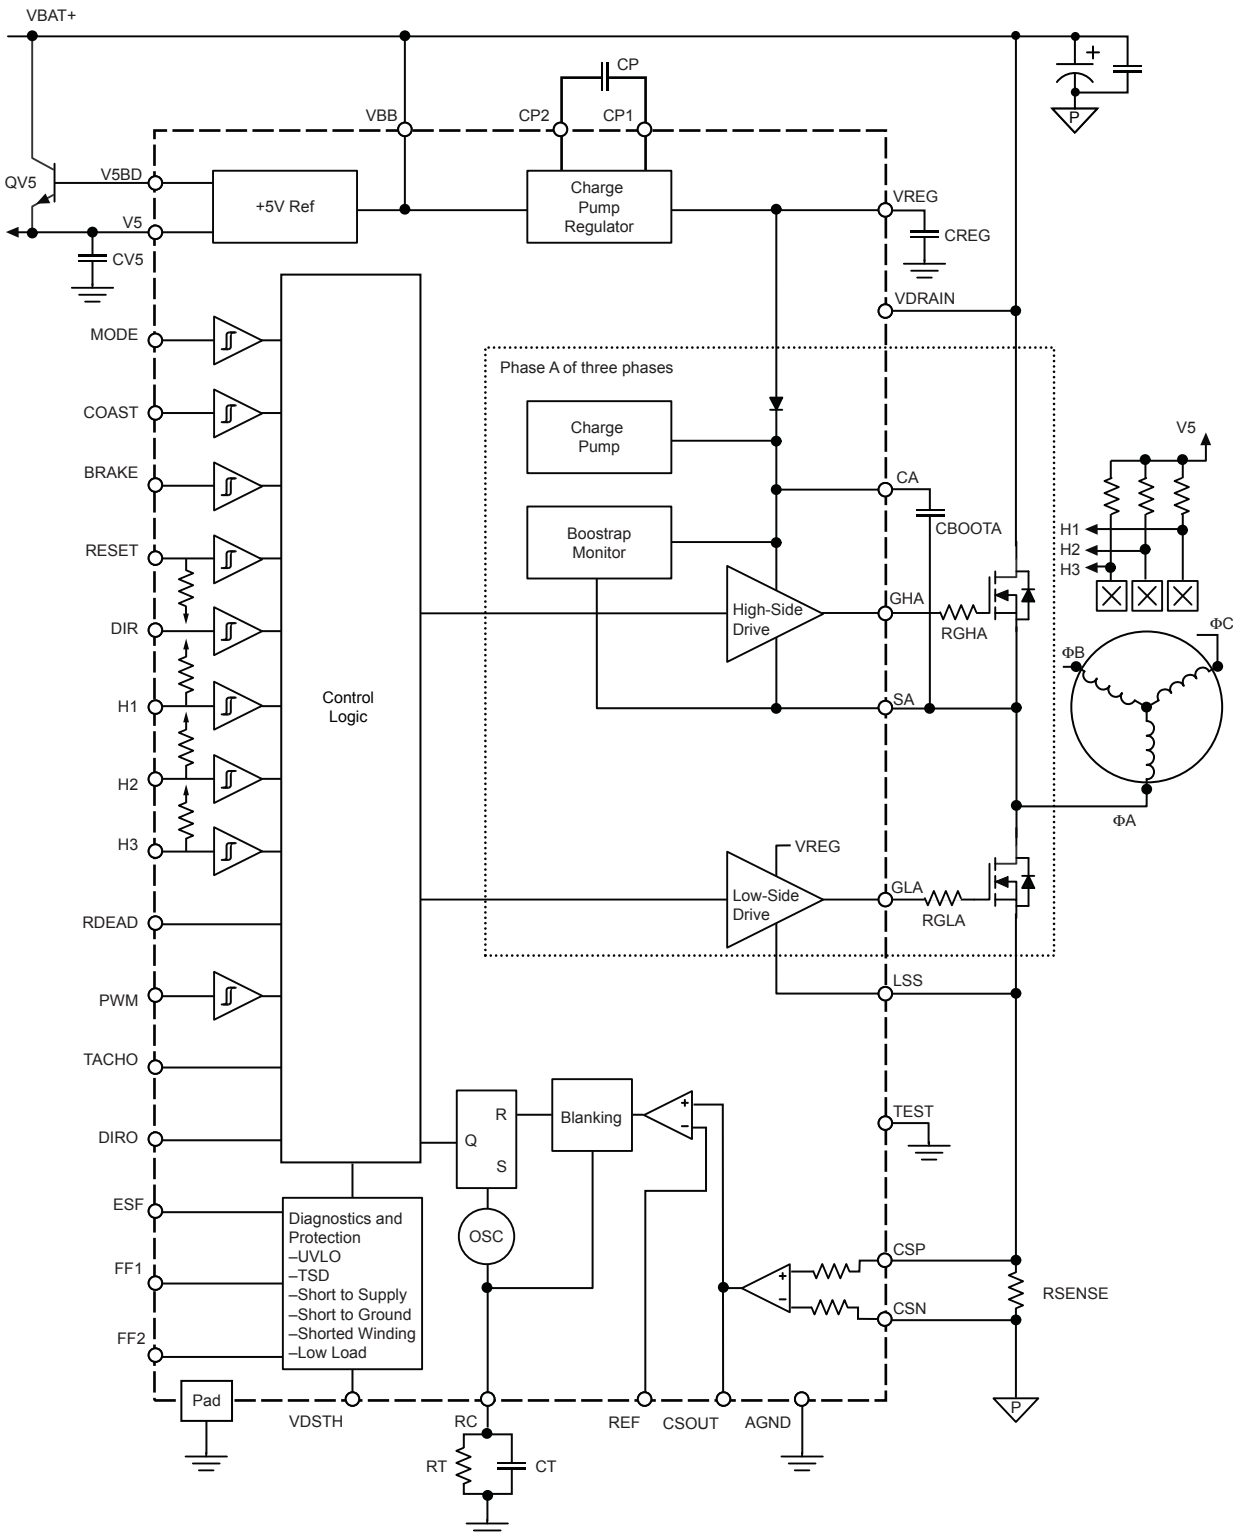 VBAT+
CP
VBB
CP2
CP1
P
QV5
V5BD
+5V Ref
Charge
Pump
Regulator
VREG
V5
CV5
CREG
VDRAIN
MODE
Phase A of three phases
COAST
Charge
Pump
V5
BRAKE
CA
CBOOTA
H1
H2
H3
RESET
Boostrap
Monitor
High-Side
Drive
GHA
RGHA
DIR
ΦC
ΦB
H1
Control
Logic
SA
H2
ΦA
H3
VREG
Low-Side
Drive
GLA
RGLA
RDEAD
LSS
PWM
TACHO
R
Q
S
Blanking
+
–
TEST
DIRO
ESF
Diagnostics and
Protection
–UVLO
–TSD
–Short to Supply
–Short to Ground
–Shorted Winding
–Low Load
OSC
CSP
FF1
+
–
CSN
RSENSE
FF2
Pad
VDSTH
RC
REF
CSOUT
AGND
P
RT
CT